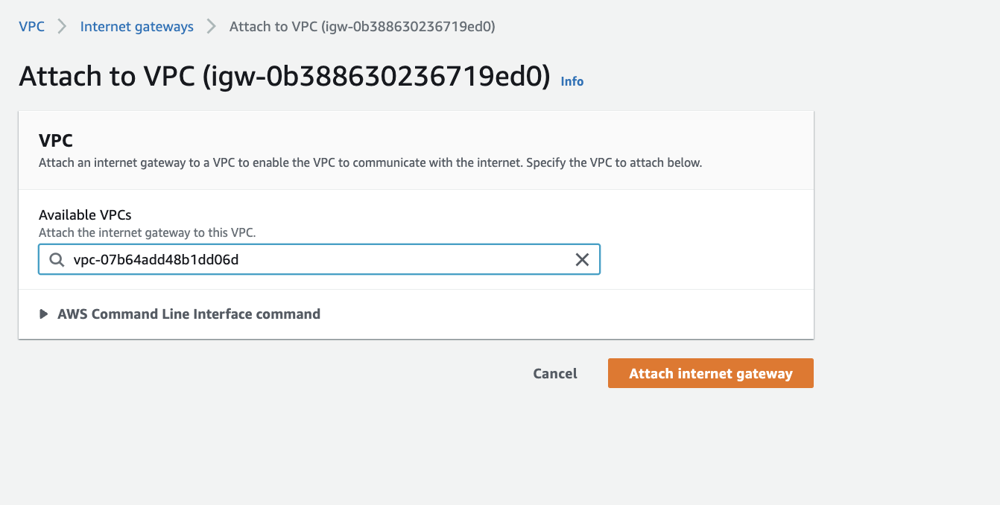 VPC > Internet gateways > Attach to VPC (igw-0b388630236719ed0)
Attach to VPC (igw-0b388630236719ed0) Info
VPC
Attach an internet gateway to a VPC to enable the VPC to communicate with the internet. Specify the VPC to attach below.
Available VPCs
Attach the internet gateway to this VPC.
vpc-07b64add48b1dd06d
AWS Command Line Interface command
Cancel Attach internet gateway